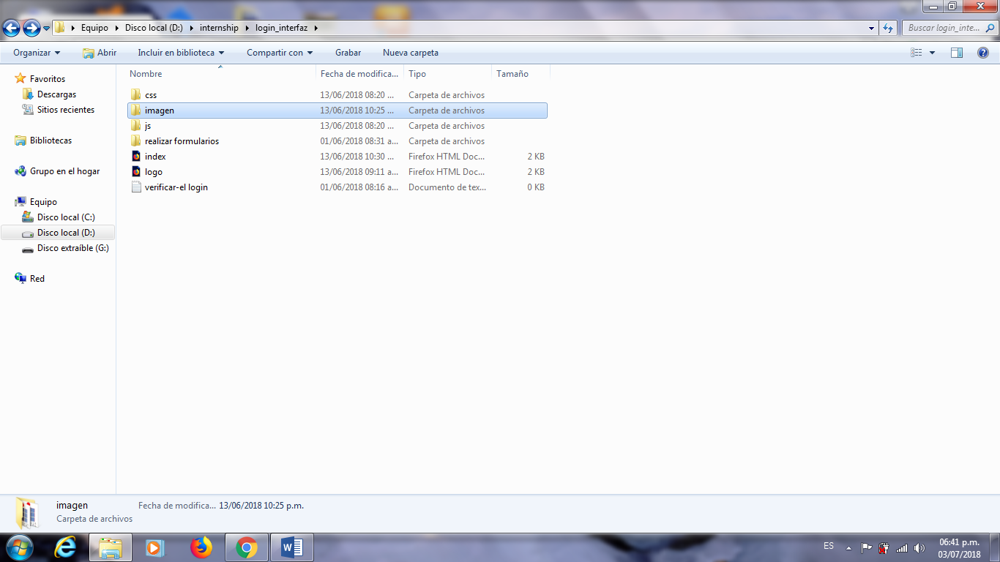 Equipo Disco local (D:) internship login_interfaz
Buscar login_inte...
Organizar Abrir Incluir en biblioteca Compartir con Grabar Nueva carpeta
Favoritos
Descargas
Sitios recientes
Bibliotecas
Grupo en el hogar
Equipo
Disco local (C:)
Disco local (D:)
Disco extraíble (G:)
Red
Nombre Fecha de modifica... Tipo Tamaño
css 13/06/2018 08:20 ... Carpeta de archivos
imagen 13/06/2018 10:25 ... Carpeta de archivos
js 13/06/2018 08:20 ... Carpeta de archivos
realizar formularios 01/06/2018 08:31 a... Carpeta de archivos
index 13/06/2018 10:30 ... Firefox HTML Doc... 2 KB
logo 13/06/2018 09:11 a... Firefox HTML Doc... 2 KB
verificar-el login 01/06/2018 08:16 a... Documento de tex... 0 KB
imagen Fecha de modifica... 13/06/2018 10:25 p.m.
Carpeta de archivos
ES
06:41 p.m.
03/07/2018